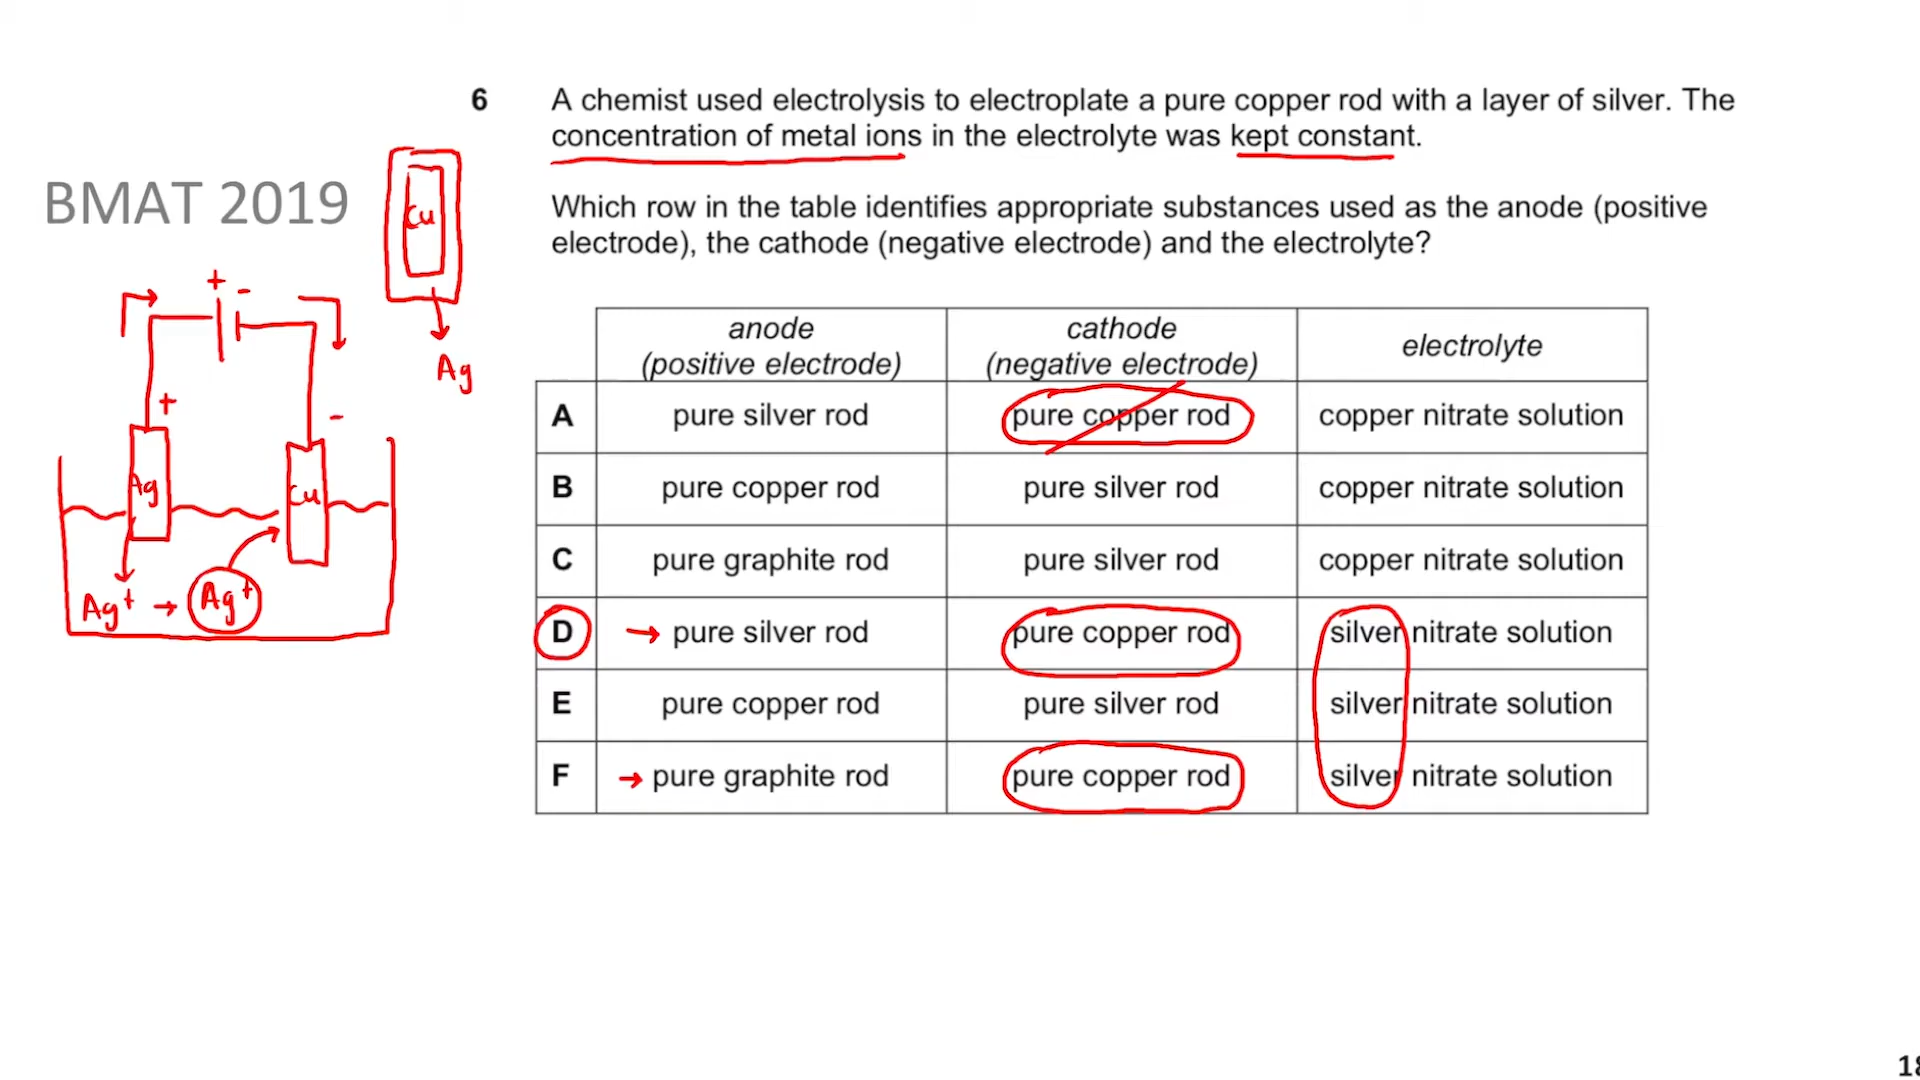 6 A chemist used electrolysis to electroplate a pure copper rod with a layer of silver. The
concentration of metal ions in the electrolyte was kept constant.
BMAT 2019
Which row in the table identifies appropriate substances used as the anode (positive
electrode), the cathode (negative electrode) and the electrolyte?
Cu
Ag
+ -
+ -
Ag Cu
Ag+ → Ag+
anode
(positive electrode)
cathode
(negative electrode)
electrolyte
A pure silver rod pure copper rod copper nitrate solution
B pure copper rod pure silver rod copper nitrate solution
C pure graphite rod pure silver rod copper nitrate solution
D → pure silver rod pure copper rod silver nitrate solution
E pure copper rod pure silver rod silver nitrate solution
F → pure graphite rod pure copper rod silver nitrate solution